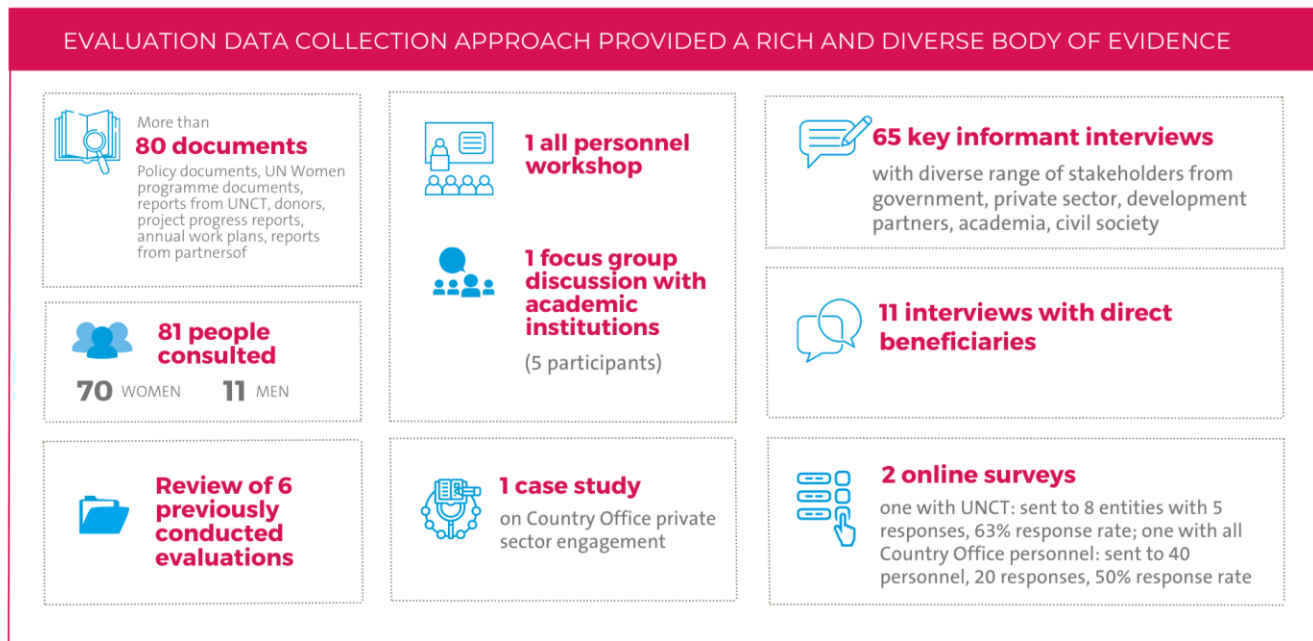 EVALUATION DATA COLLECTION APPROACH PROVIDED A RICH AND DIVERSE BODY OF EVIDENCE
More than
80 documents
Policy documents, UN Women
programme documents,
reports from UNCT, donors,
project progress reports,
annual work plans, reports
from partnersof
81 people
consulted
70 WOMEN 11 MEN
Review of 6
previously
conducted
evaluations
1 all personnel
workshop
1 focus group
discussion with
academic
institutions
(5 participants)
1 case study
on Country Office private
sector engagement
65 key informant interviews
with diverse range of stakeholders from
government, private sector, development
partners, academia, civil society
11 interviews with direct
beneficiaries
2 online surveys
one with UNCT: sent to 8 entities with 5
responses, 63% response rate; one with all
Country Office personnel: sent to 40
personnel, 20 responses, 50% response rate